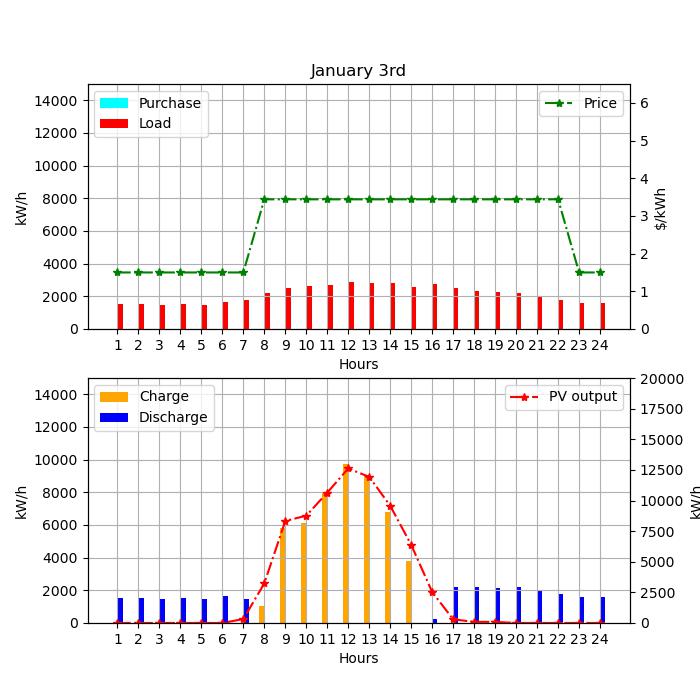 January 3rd
Purchase
Load
Price
14000
12000
10000
8000
6000
4000
2000
0
kW/h
6
5
4
3
2
1
0
$/kWh
1 2 3 4 5 6 7 8 9 10 11 12 13 14 15 16 17 18 19 20 21 22 23 24
Hours
Charge
Discharge
PV output
14000
12000
10000
8000
6000
4000
2000
0
kW/h
20000
17500
15000
12500
10000
7500
5000
2500
0
kW/h
1 2 3 4 5 6 7 8 9 10 11 12 13 14 15 16 17 18 19 20 21 22 23 24
Hours